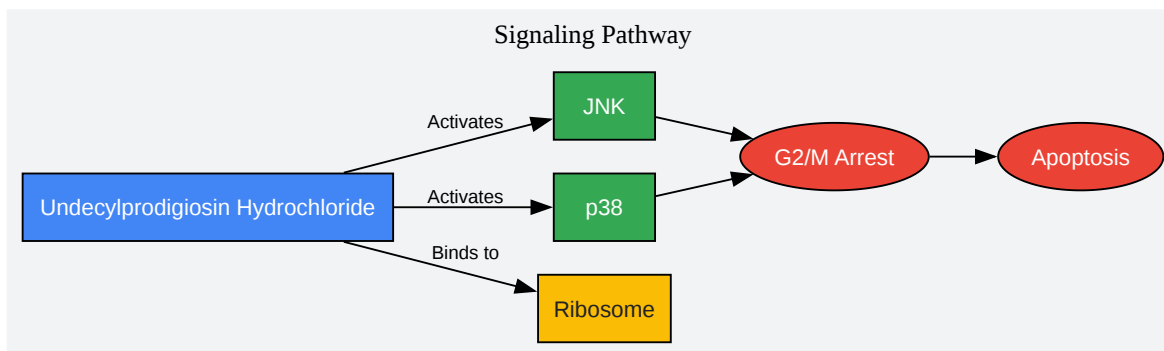 Signaling Pathway
JNK
Activates
G2/M Arrest
Apoptosis
Undecylprodigiosin Hydrochloride
Activates
p38
Binds to
Ribosome